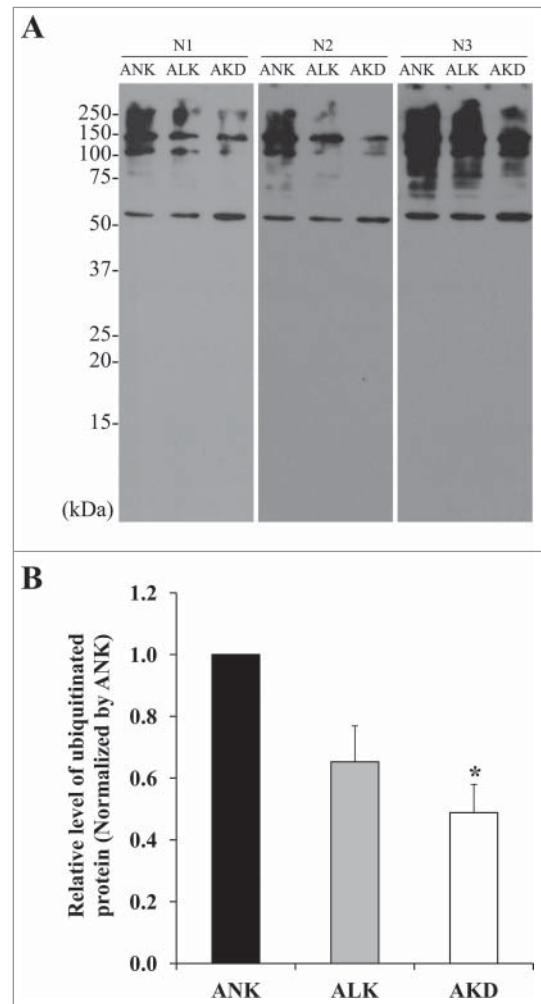 A
N1 N2 N3
ANK ALK AKD ANK ALK AKD ANK ALK AKD
250-
150-
100-
75-
50-
37-
25-
20-
15-
(kDa)
B
Relative level of ubiquitinated
protein (Normalized by ANK)
1.2
1.0
0.8
0.6
0.4
0.2
0.0
*
ANK ALK AKD